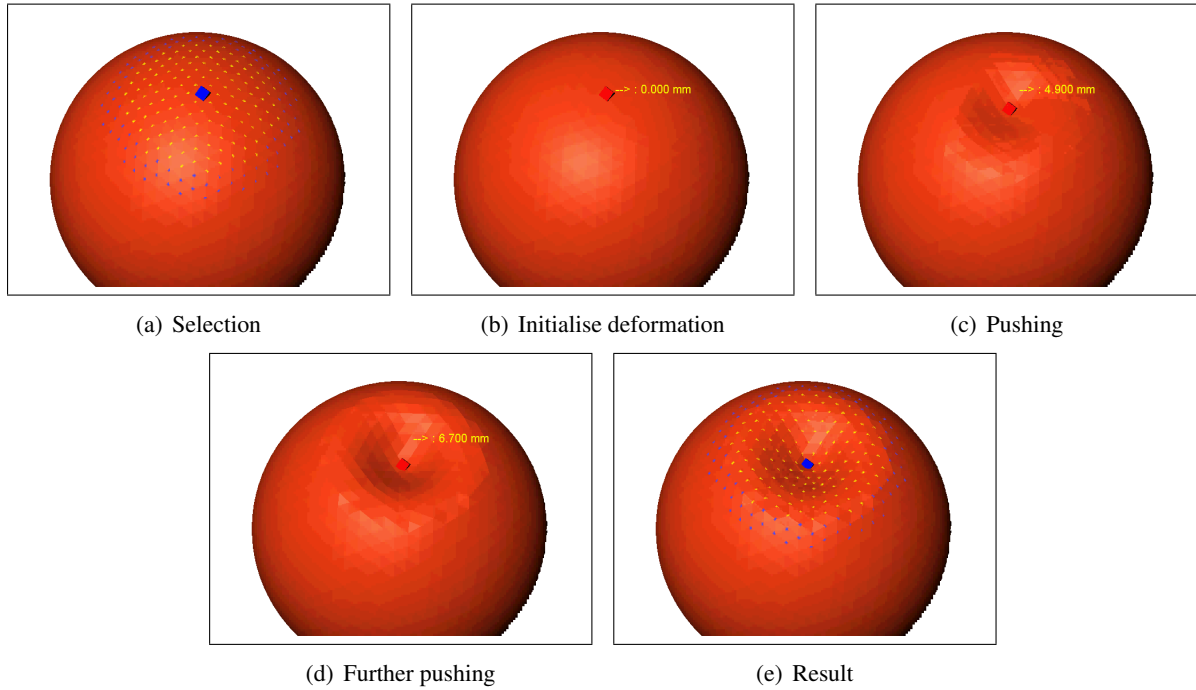 --> : 0.000 mm
--> : 4.900 mm
(a) Selection
(b) Initialise deformation
(c) Pushing
--> : 6.700 mm
(d) Further pushing
(e) Result